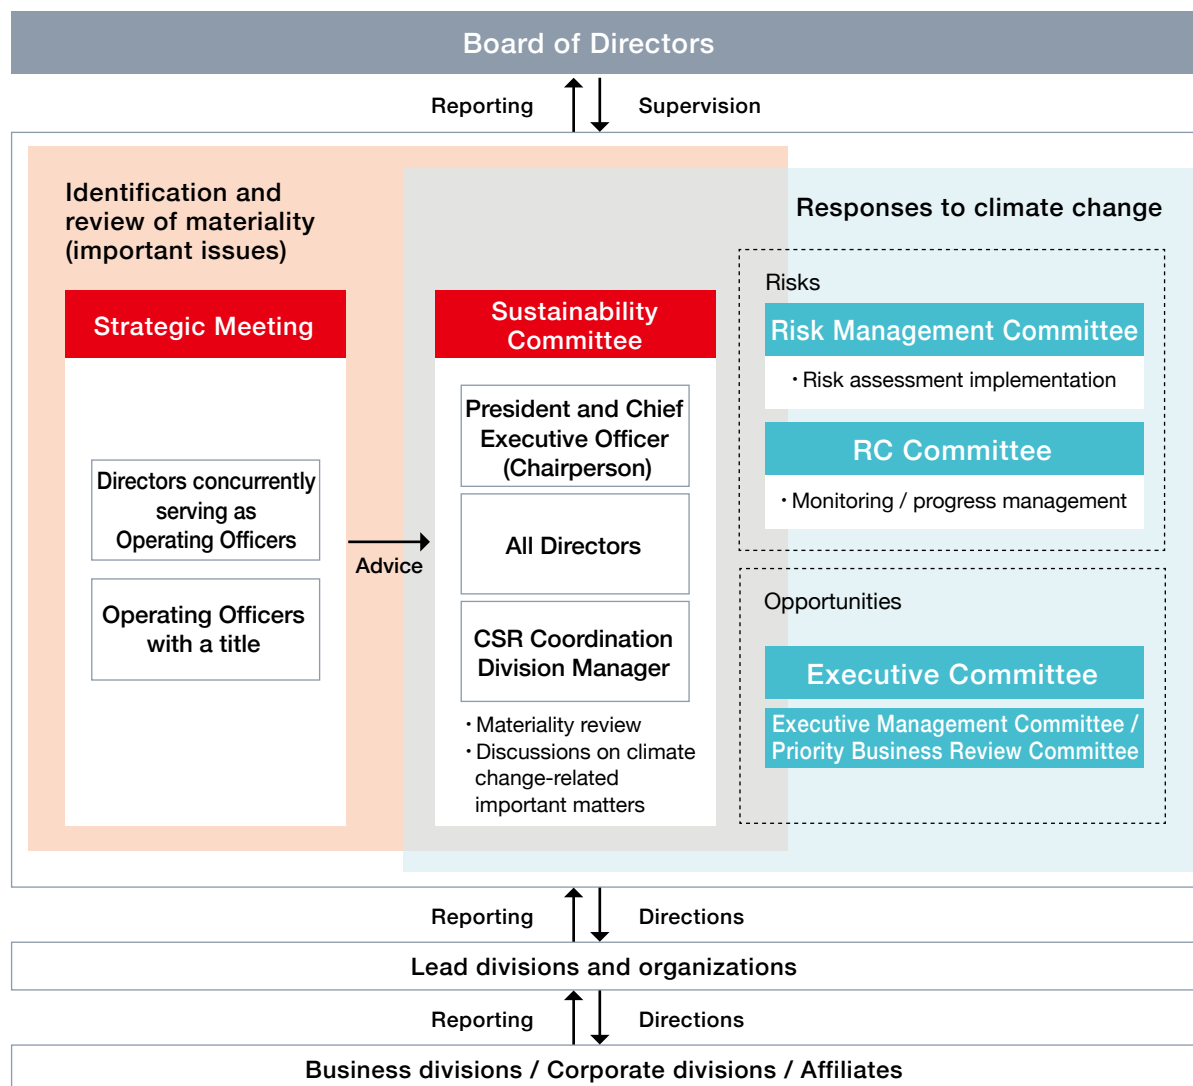 Board of Directors
Reporting
Supervision
Identification and
review of materiality
(important issues)
Responses to climate change
Strategic Meeting
Directors concurrently
serving as
Operating Officers
Operating Officers
with a title
Advice
Sustainability
Committee
President and Chief
Executive Officer
(Chairperson)
All Directors
CSR Coordination
Division Manager
・Materiality review
・Discussions on climate
change-related
important matters
Risks
Risk Management Committee
・Risk assessment implementation
RC Committee
・Monitoring / progress management
Opportunities
Executive Committee
Executive Management Committee /
Priority Business Review Committee
Reporting
Directions
Lead divisions and organizations
Reporting
Directions
Business divisions / Corporate divisions / Affiliates